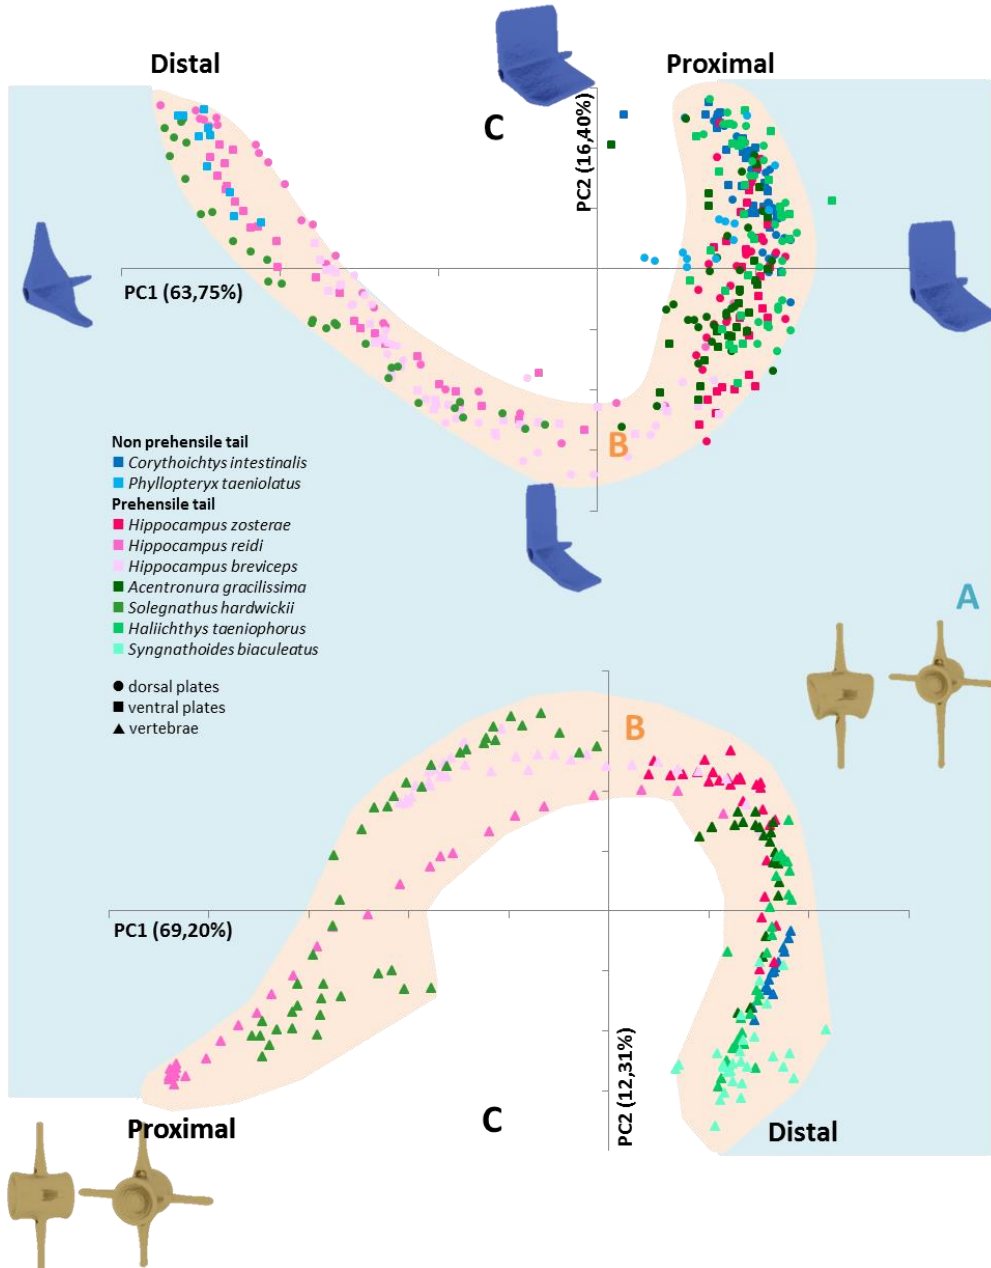 Distal
Proximal
C
PC2 (16,40%)
PC1 (63,75%)
B
Non prehensile tail
Corythoichtys intestinalis
Phyllopteryx taeniolatus
Prehensile tail
Hippocampus zosterae
Hippocampus reidi
Hippocampus breviceps
Acentronura gracilissima
Solegnathus hardwickii
Haliichthys taeniophorus
Syngnathoides biaculeatus
dorsal plates
ventral plates
vertebrae
A
B
PC1 (69,20%)
PC2 (12,31%)
C
Proximal
Distal